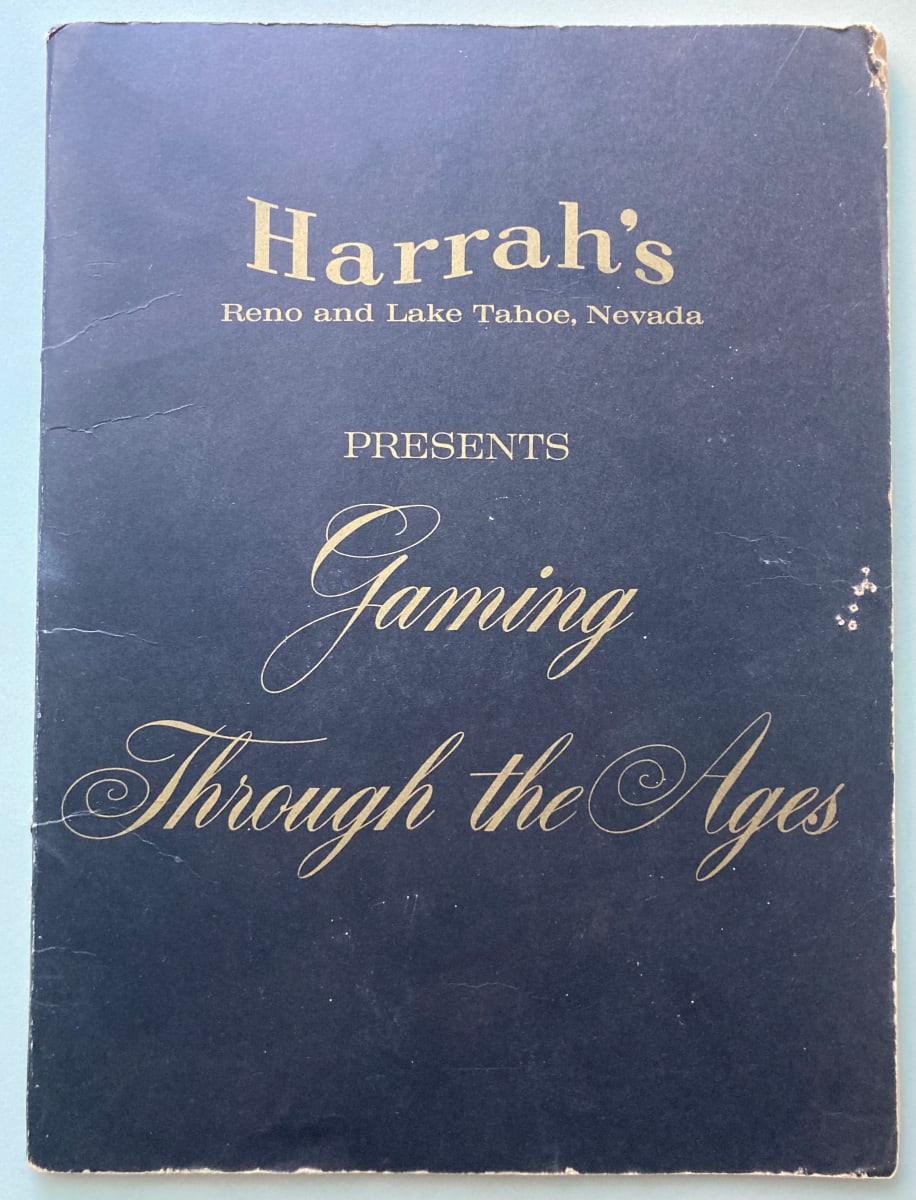 Harrah's
Reno and Lake Tahoe, Nevada
PRESENTS
Gaming
Through the Ages